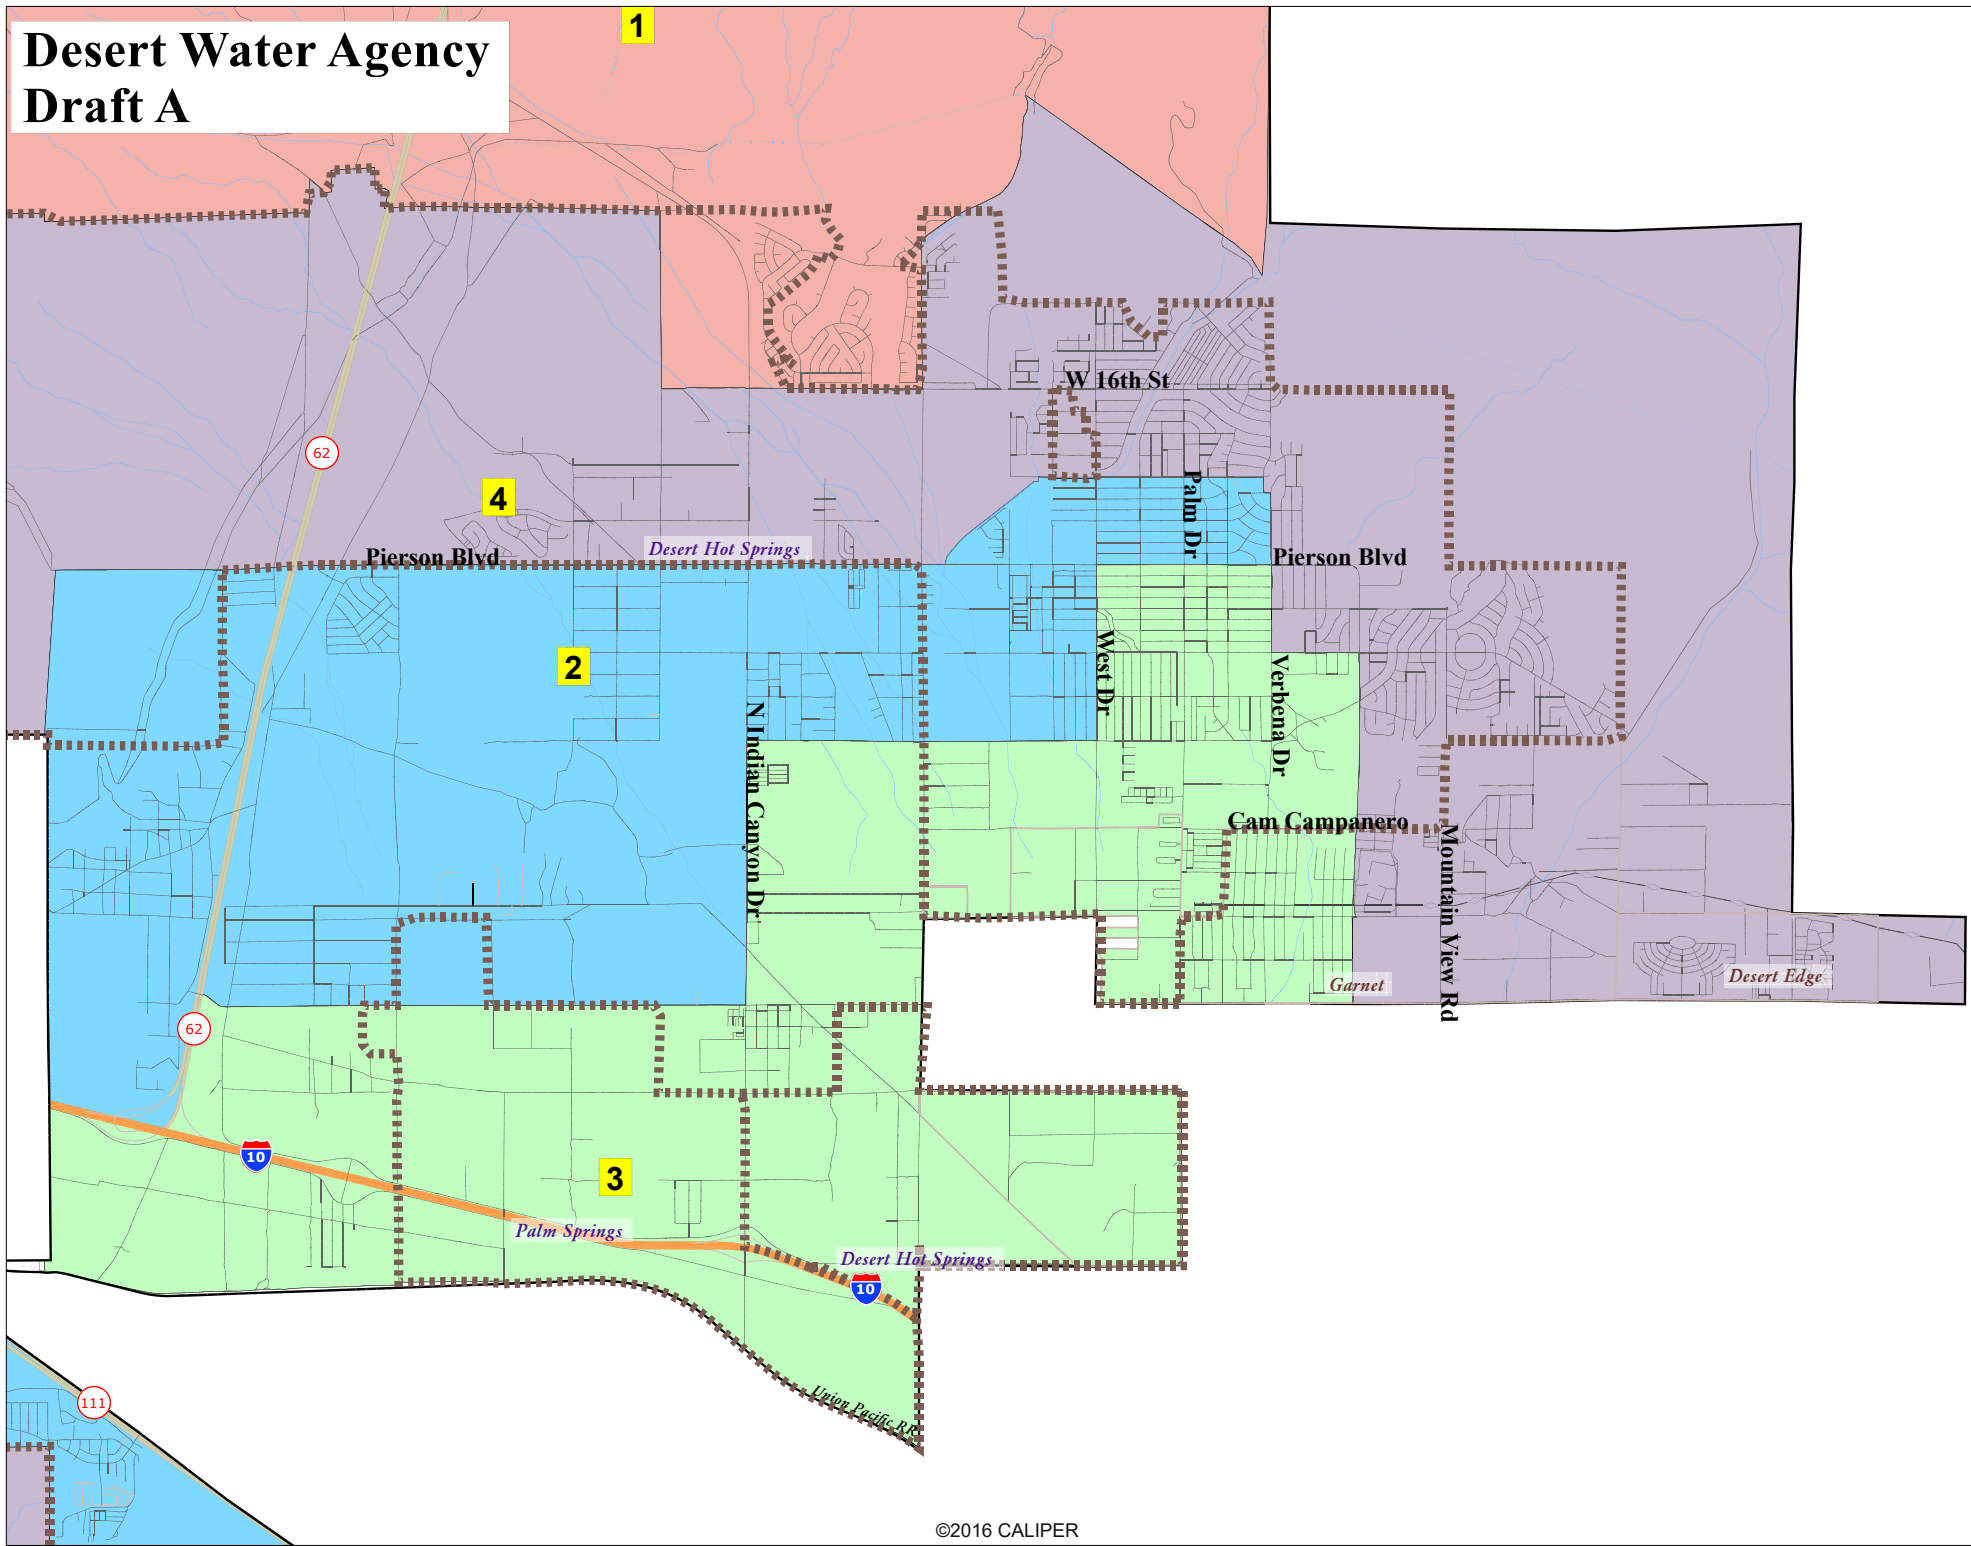 1
Desert Water Agency
Draft A
W 16th St
62
4
Palm Dr
Desert Hot Springs
Pierson Blvd
Pierson Blvd
2
West Dr
Verbena Dr
N Indian Canyon Dr
Cam Campanero
Mountain View Rd
Desert Edge
Garnet
62
10
3
Palm Springs
Desert Hot Springs
10
Union Pacific RR
111
©2016 CALIPER